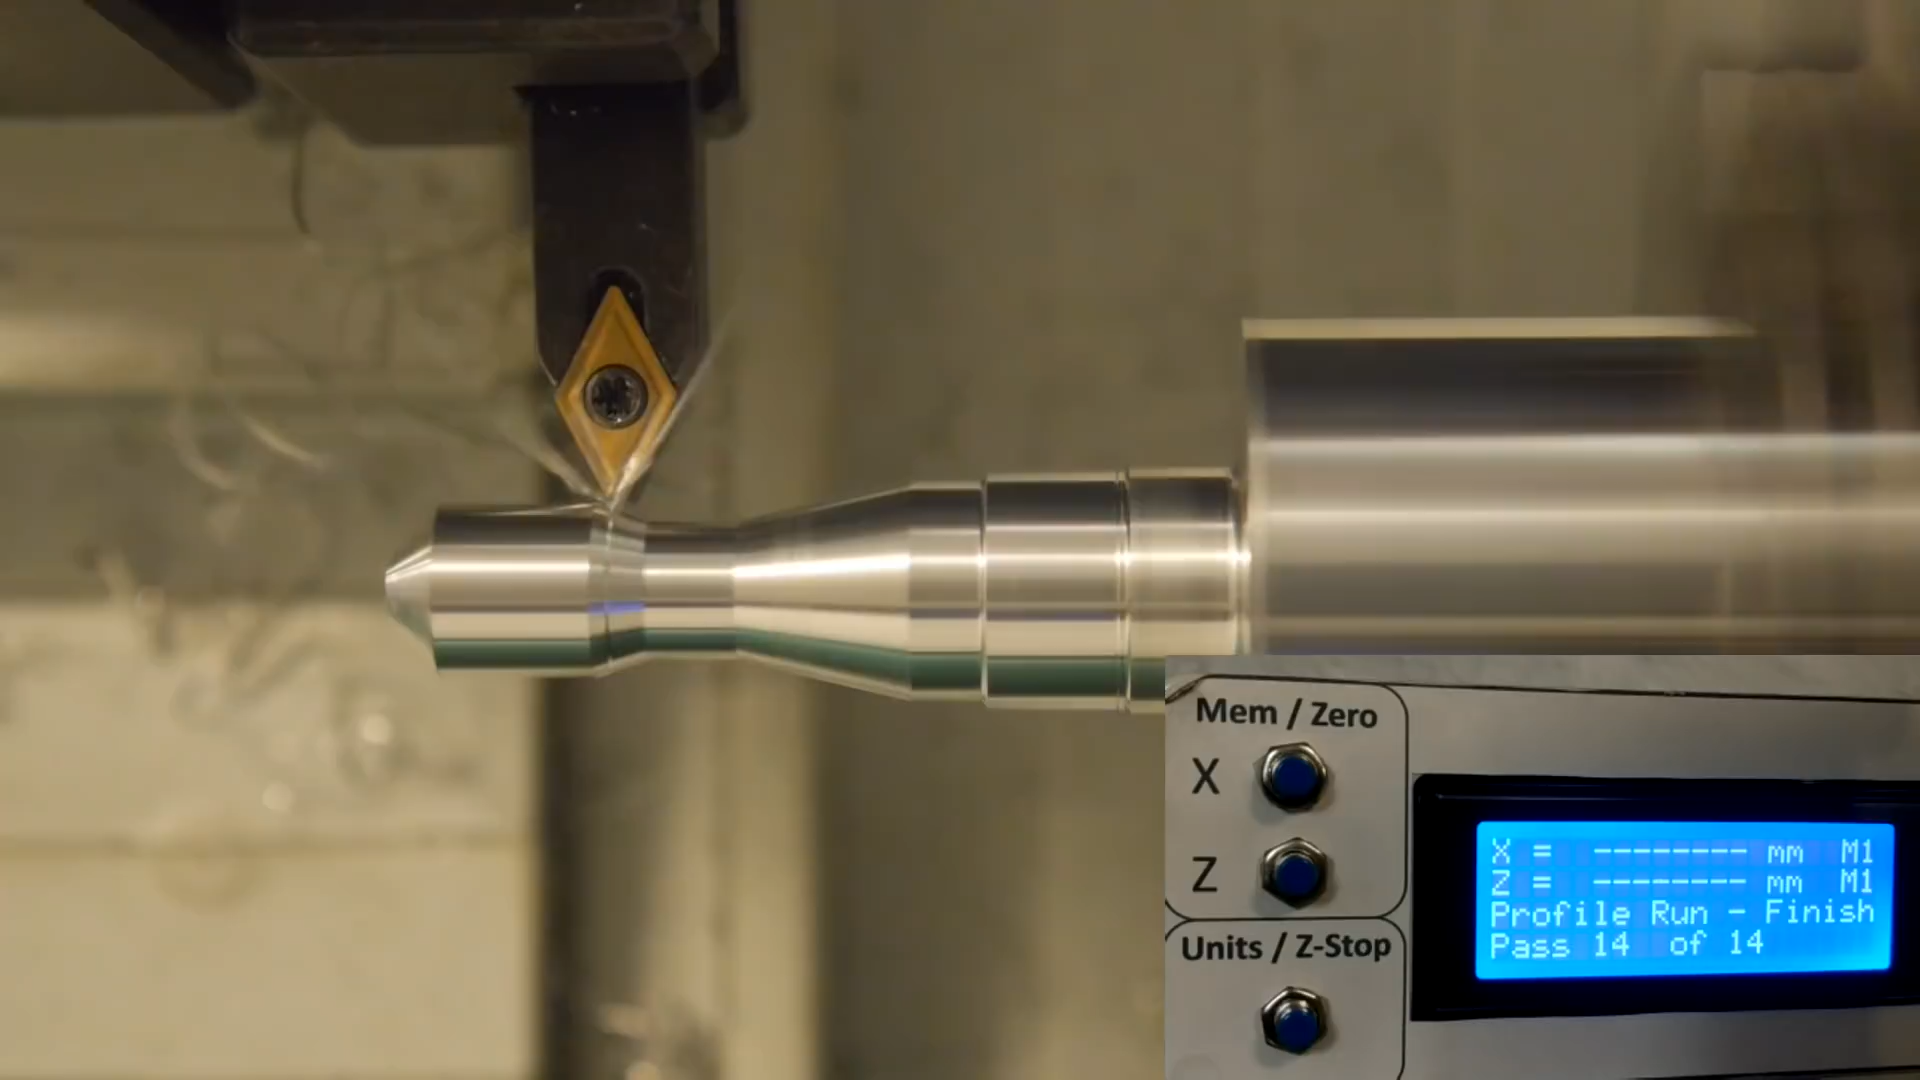 Mem / Zero
X
Z
Units / Z-Stop
X = -------- mm M1
Z = -------- mm M1
Profile Run - Finish
Pass 14 of 14